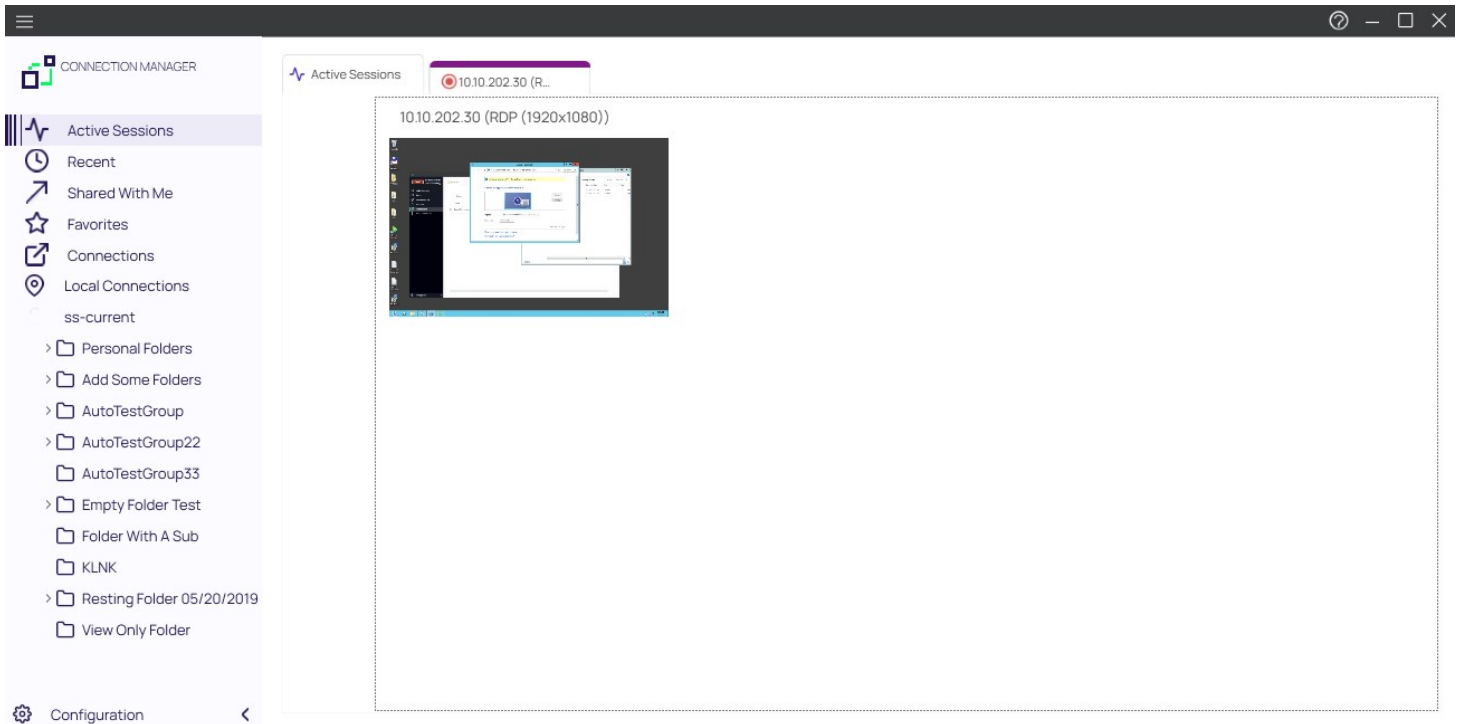 CONNECTION MANAGER
Active Sessions
Recent
Shared With Me
Favorites
Connections
Local Connections
ss-current
Personal Folders
Add Some Folders
AutoTestGroup
AutoTestGroup22
AutoTestGroup33
Empty Folder Test
Folder With A Sub
KLNK
Resting Folder 05/20/2019
View Only Folder
Configuration
Active Sessions
10.10.202.30 (R...
10.10.202.30 (RDP (1920x1080))